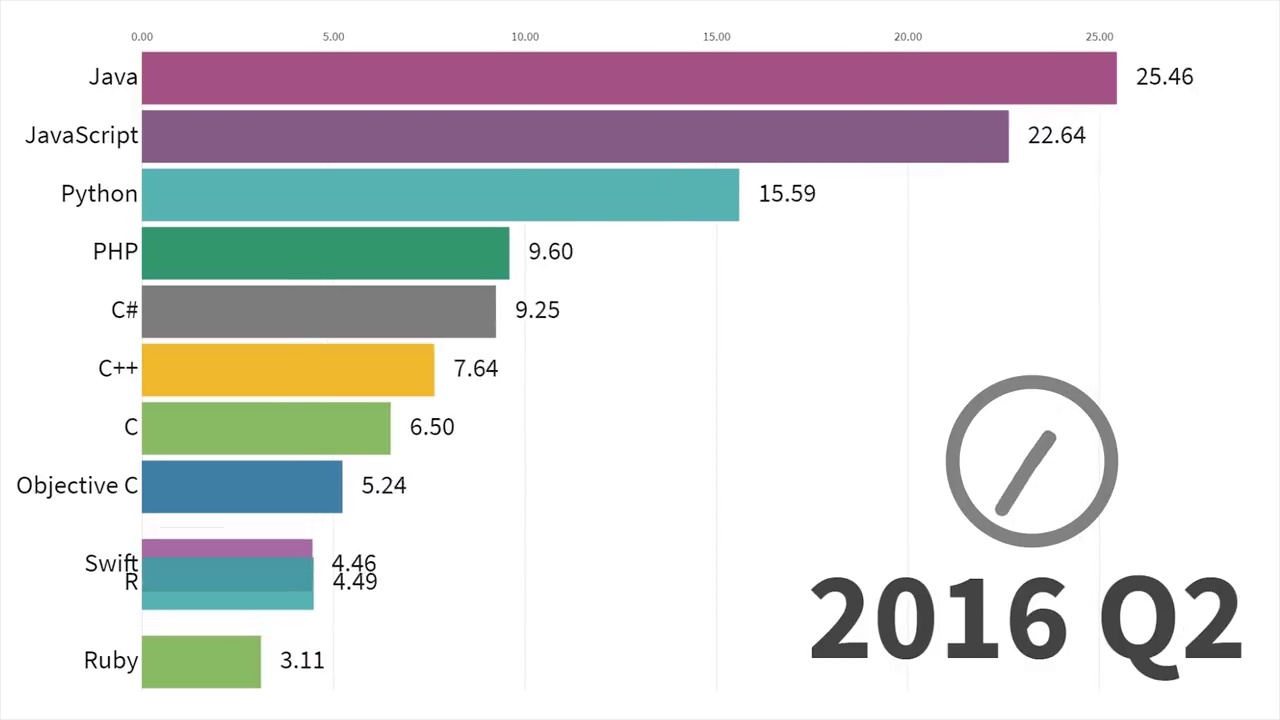 0.00 5.00 10.00 15.00 20.00 25.00
Java 25.46
JavaScript 22.64
Python 15.59
PHP 9.60
C# 9.25
C++ 7.64
C 6.50
Objective C 5.24
Swift 4.46
R 4.49
Ruby 3.11
2016 Q2